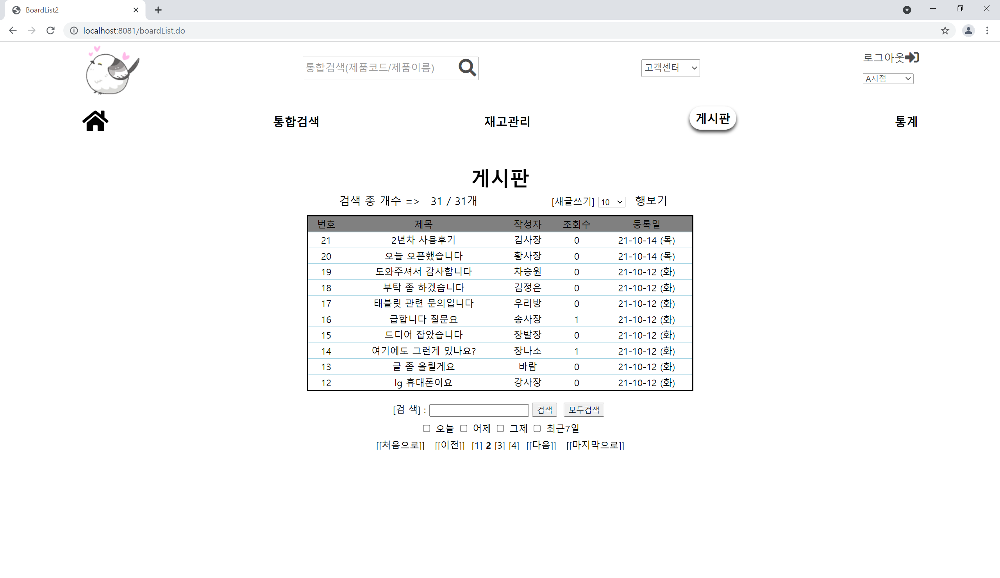 BoardList2
localhost:8081/boardList.do
통합검색(제품코드/제품이름)
고객센터
로그아웃
A지점
통합검색 재고관리 게시판 통계
게시판
검색 총 개수 => 31 / 31개 [새글쓰기] 10 행보기
번호 제목 작성자 조회수 등록일
21 2년차 사용후기 김사장 0 21-10-14 (목)
20 오늘 오픈했습니다 황사장 0 21-10-14 (목)
19 도와주셔서 감사합니다 차승원 0 21-10-12 (화)
18 부탁 좀 하겠습니다 김정은 0 21-10-12 (화)
17 태블릿 관련 문의입니다 우리방 0 21-10-12 (화)
16 급합니다 질문요 송사장 1 21-10-12 (화)
15 드디어 잡았습니다 장발장 0 21-10-12 (화)
14 여기에도 그런게 있나요? 장나소 1 21-10-12 (화)
13 글 좀 올릴게요 바람 0 21-10-12 (화)
12 lg 휴대폰이요 강사장 0 21-10-12 (화)
[검 색] : 검색 모두검색
오늘 어제 그제 최근7일
[[처음으로]] [[이전]] [1] 2 [3] [4] [[다음]] [[마지막으로]]